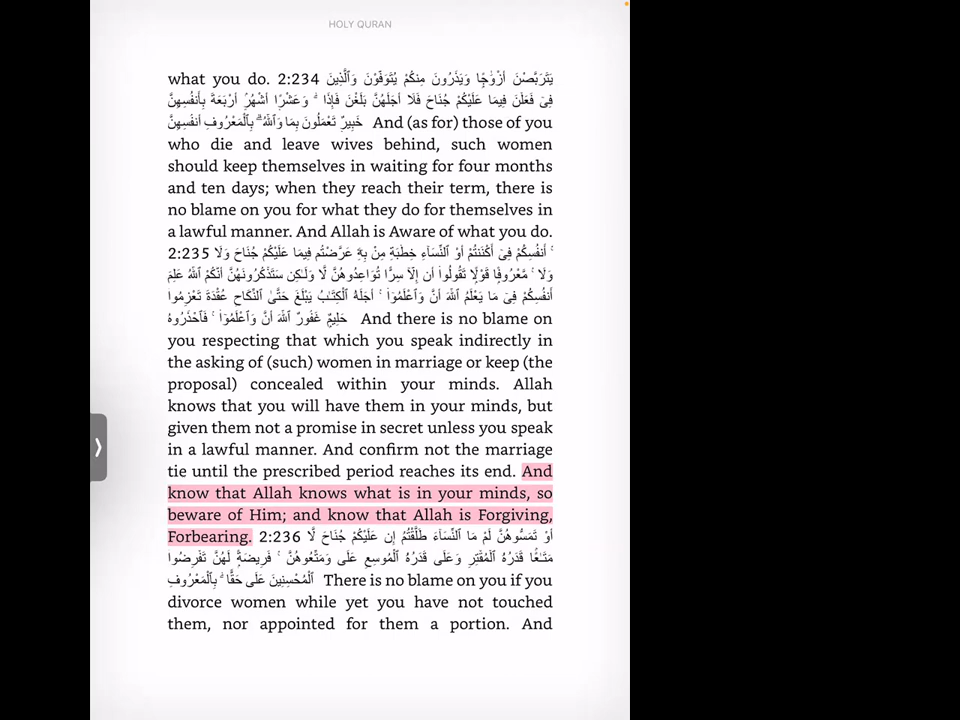 HOLY QURAN
what you do. 2:234 يَتَرَبَّصْنَ أَزْوَٰجًا وَيَذَرُونَ مِنكُمْ يُتَوَفَّوْنَ وَٱلَّذِينَ
فِىٓ فَعَلْنَ فِيمَا عَلَيْكُمْ جُنَاحَ فَلَا أَجَلَهُنَّ بَلَغْنَ فَإِذَا ۖ وَعَشْرًا أَشْهُرٍ أَرْبَعَةَ بِأَنفُسِهِنَّ
خَبِيرٌ تَعْمَلُونَ بِمَا وَٱللَّهُ ۗ بِٱلْمَعْرُوفِ أَنفُسِهِنَّ And (as for) those of you
who die and leave wives behind, such women
should keep themselves in waiting for four months
and ten days; when they reach their term, there is
no blame on you for what they do for themselves in
a lawful manner. And Allah is Aware of what you do.
2:235 ۚ أَنفُسِكُمْ فِىٓ أَكْنَنتُمْ أَوْ ٱلنِّسَآءِ خِطْبَةِ مِنْ بِهِۦ عَرَّضْتُم فِيمَا عَلَيْكُمْ جُنَاحَ وَلَا
وَلَا ۚ مَّعْرُوفًا قَوْلًا تَقُولُوا۟ أَن إِلَّآ سِرًّا تُوَاعِدُوهُنَّ لَّا وَلَـٰكِن سَتَذْكُرُونَهُنَّ أَنَّكُمْ ٱللَّهُ عَلِمَ
أَنفُسِكُمْ فِىٓ مَا يَعْلَمُ ٱللَّهَ أَنَّ وَٱعْلَمُوٓا۟ ۚ أَجَلَهُۥ ٱلْكِتَـٰبُ يَبْلُغَ حَتَّىٰ ٱلنِّكَاحِ عُقْدَةَ تَعْزِمُوا۟
حَلِيمٌ غَفُورٌ ٱللَّهَ أَنَّ وَٱعْلَمُوٓا۟ ۚ فَٱحْذَرُوهُ And there is no blame on
you respecting that which you speak indirectly in
the asking of (such) women in marriage or keep (the
proposal) concealed within your minds. Allah
knows that you will have them in your minds, but
given them not a promise in secret unless you speak
in a lawful manner. And confirm not the marriage
tie until the prescribed period reaches its end. And
know that Allah knows what is in your minds, so
beware of Him; and know that Allah is Forgiving,
Forbearing. 2:236 أَوْ تَمَسُّوهُنَّ لَمْ مَا ٱلنِّسَآءَ طَلَّقْتُمُ إِن عَلَيْكُمْ جُنَاحَ لَّا
مَتَـٰعًۢا قَدَرُهُۥ ٱلْمُقْتِرِ وَعَلَى قَدَرُهُۥ ٱلْمُوسِعِ عَلَى وَمَتِّعُوهُنَّ ۚ فَرِيضَةً لَهُنَّ تَفْرِضُوا۟
ٱلْمُحْسِنِينَ عَلَى حَقًّا ۖ بِٱلْمَعْرُوفِ There is no blame on you if you
divorce women while yet you have not touched
them, nor appointed for them a portion. And